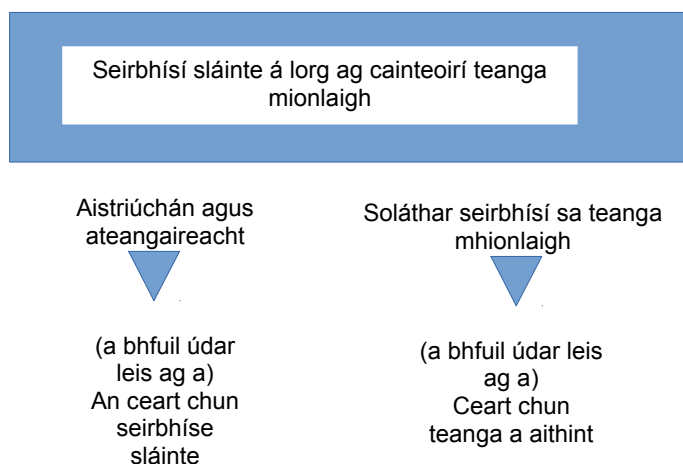 Seirbhísí sláinte á lorg ag cainteoirí teanga
mionlaigh
Aistriúchán agus
ateangaireacht
(a bhfuil údar
leis ag a)
An ceart chun
seirbhíse
sláinte
Soláthar seirbhísí sa teanga
mhionlaigh
(a bhfuil údar leis
ag a)
Ceart chun
teanga a aithint